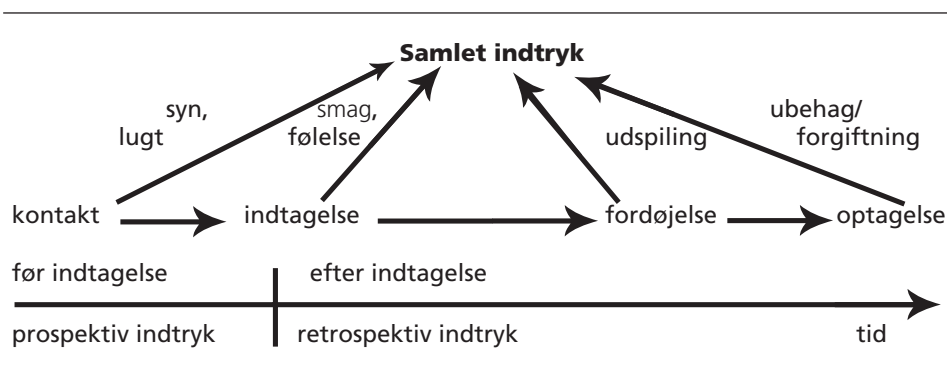 Samlet indtryk
syn,
lugt
smag,
følelse
udspiling
ubehag/
forgiftning
kontakt
indtagelse
fordøjelse
optagelse
før indtagelse
efter indtagelse
prospektiv indtryk
retrospektiv indtryk
tid